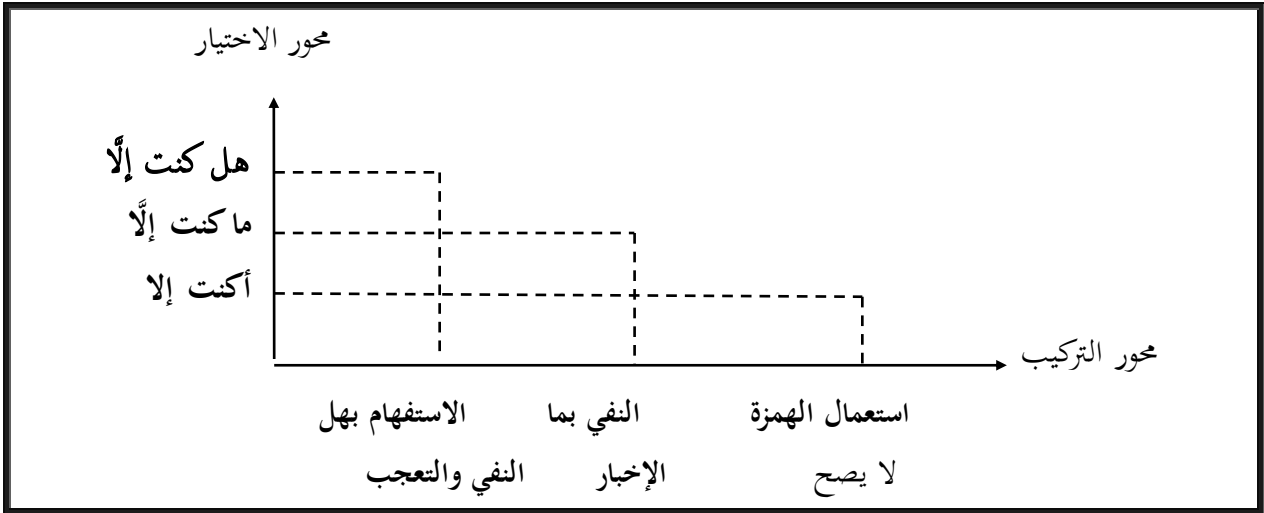 محور الاختيار
هل كنت إلَّا
ما كنت إلَّا
أكنت إلا
محور التركيب
استعمال الهمزة النفي بما الاستفهام بهل
لا يصح الإخبار النفي والتعجب